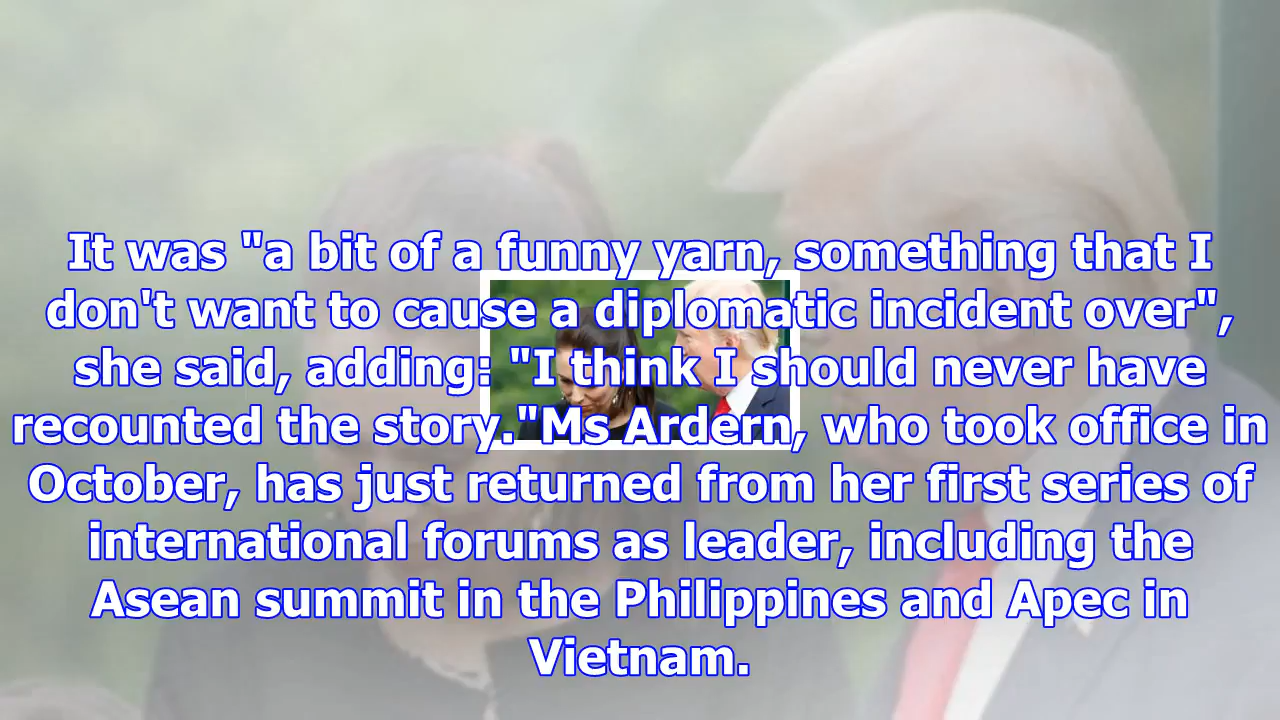 It was "a bit of a funny yarn, something that I
don't want to cause a diplomatic incident over",
she said, adding: "I think I should never have
recounted the story."Ms Ardern, who took office in
October, has just returned from her first series of
international forums as leader, including the
Asean summit in the Philippines and Apec in
Vietnam.